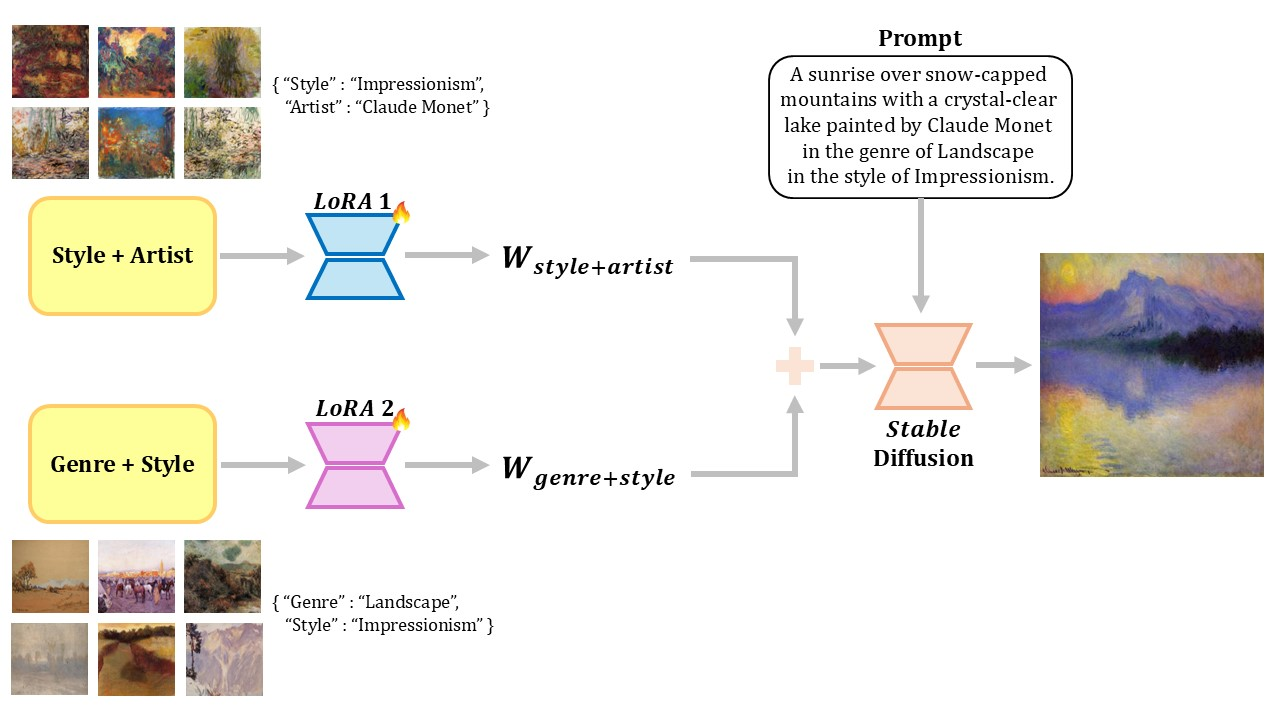 { “Style” : “Impressionism”,
“Artist” : “Claude Monet” }
Style + Artist
LoRA 1
W style+artist
Genre + Style
LoRA 2
W genre+style
{ “Genre” : “Landscape”,
“Style” : “Impressionism” }
Prompt
A sunrise over snow-capped
mountains with a crystal-clear
lake painted by Claude Monet
in the genre of Landscape
in the style of Impressionism.
Stable
Diffusion